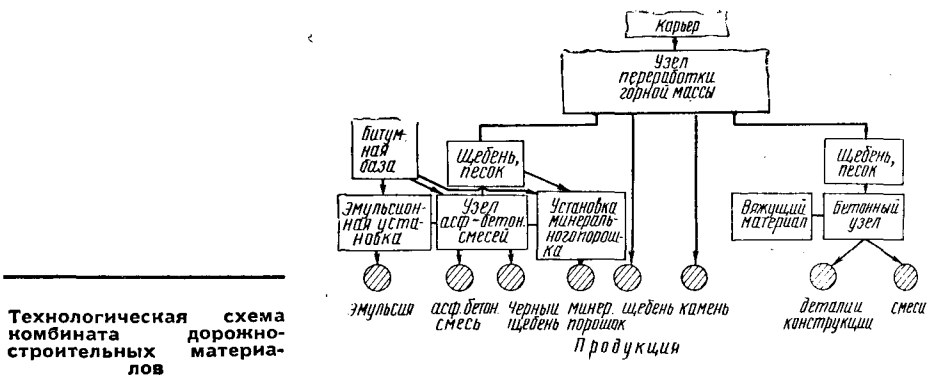 Карьер
Узел
переработки
горной массы
Битум-
ная
база
Щебень,
песок
Щебень,
песок
Эмульсион-
ная уста-
новка
Узел
асф-бетон.
смесей
Установка
минераль-
ного порош-
ка
Вяжущий
материал
Бетонный
узел
эмульсия
асф.бетон.
смесь
черный
щебень
минер.
порошок
щебень
камень
детали и
конструкции
смеси
Продукция
Технологическая схема
комбината дорожно-
строительных материа-
лов